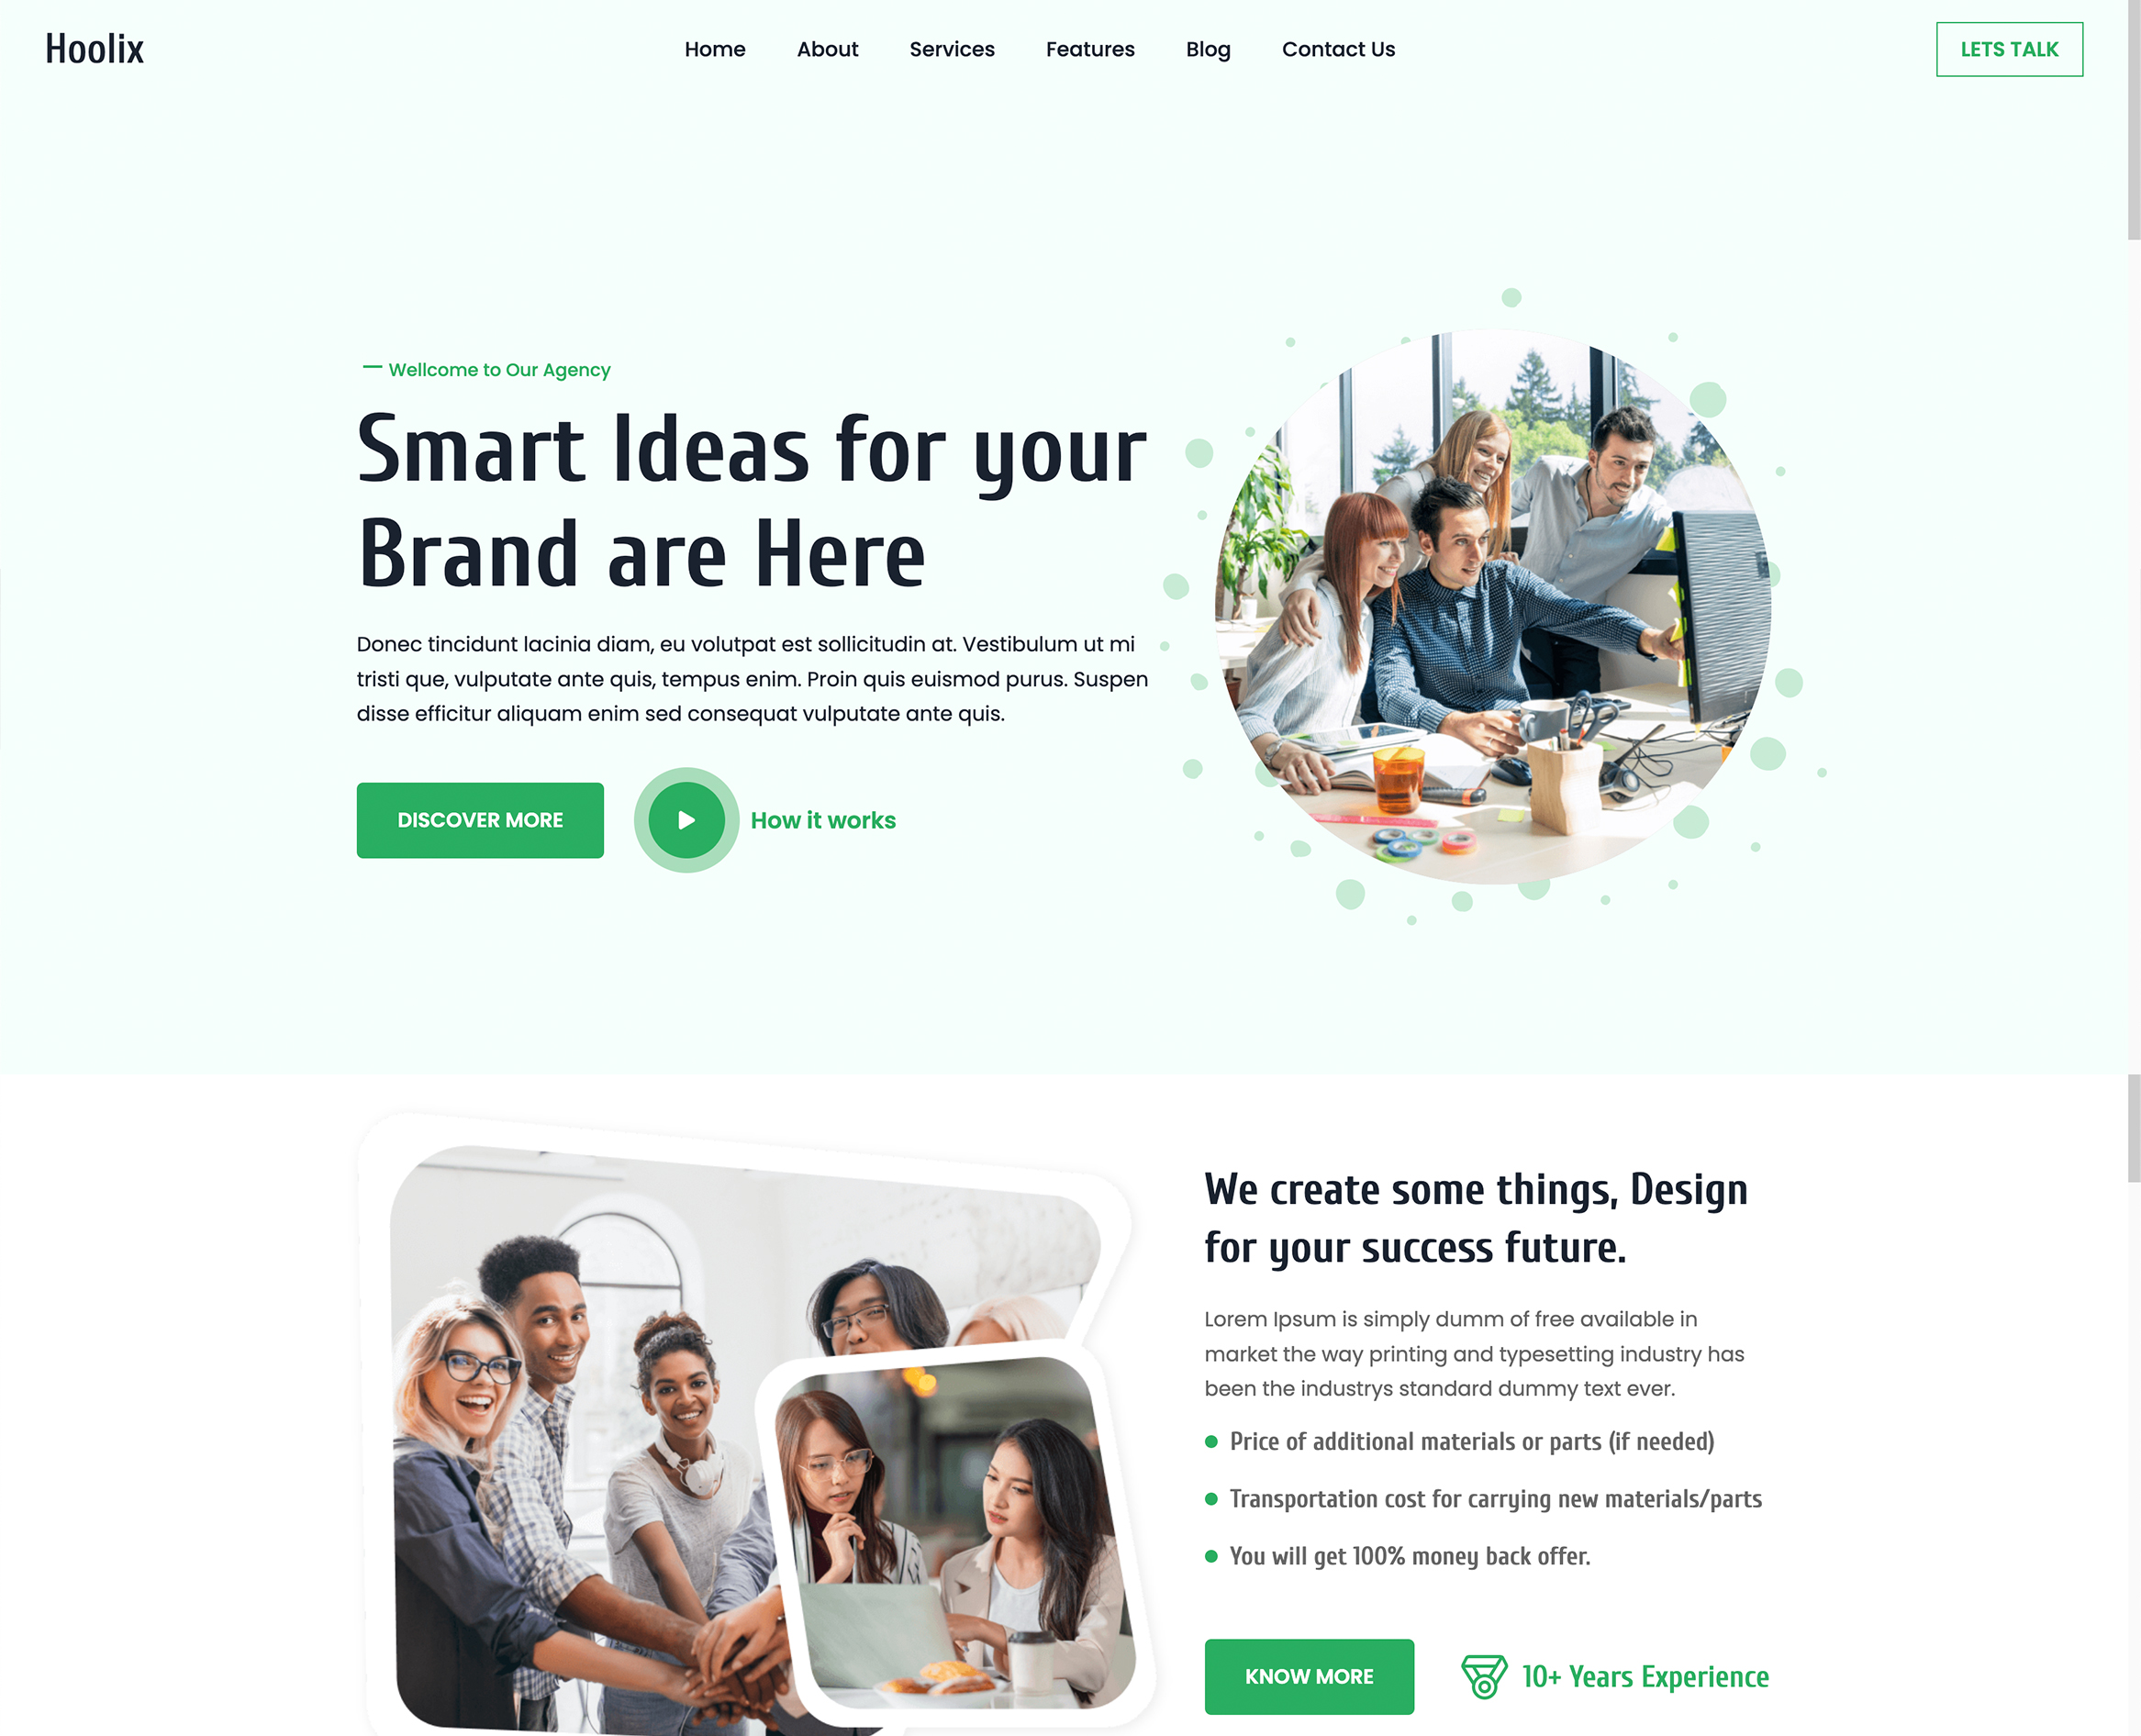 Hoolix
Home About Services Features Blog Contact Us
LETS TALK
Wellcome to Our Agency
Smart Ideas for your
Brand are Here
Donec tincidunt lacinia diam, eu volutpat est sollicitudin at. Vestibulum ut mi
tristi que, vulputate ante quis, tempus enim. Proin quis euismod purus. Suspen
disse efficitur aliquam enim sed consequat vulputate ante quis.
DISCOVER MORE
How it works
We create some things, Design
for your success future.
Lorem Ipsum is simply dumm of free available in
market the way printing and typesetting industry has
been the industrys standard dummy text ever.
Price of additional materials or parts (if needed)
Transportation cost for carrying new materials/parts
You will get 100% money back offer.
KNOW MORE
10+ Years Experience